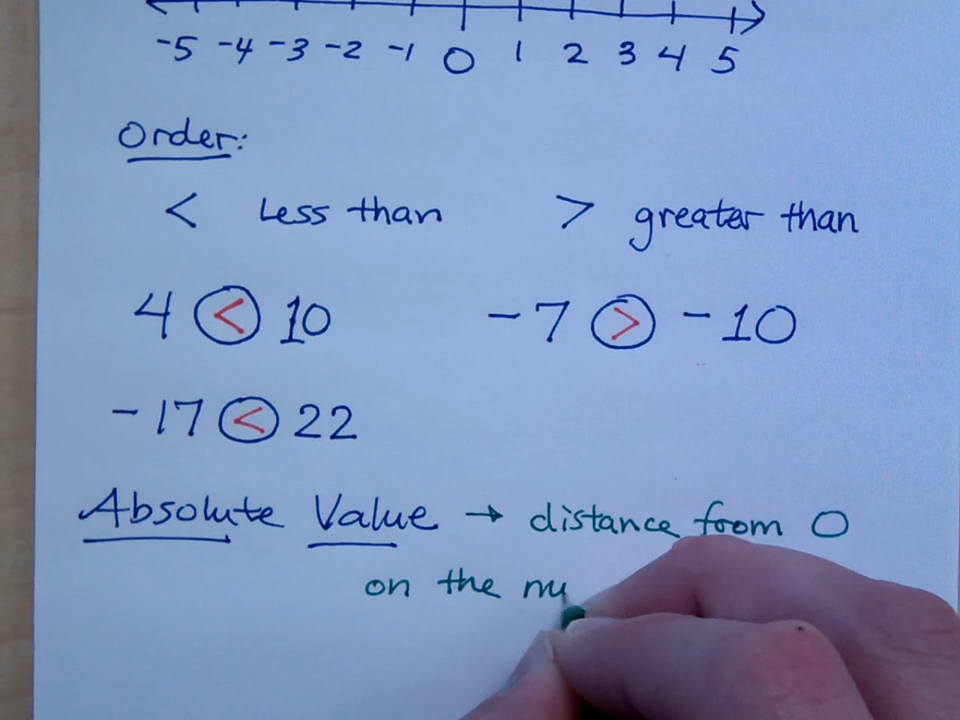 -5 -4 -3 -2 -1 0 1 2 3 4 5
Order:
< Less than > greater than
4 < 10 -7 > -10
-17 < 22
Absolute Value → distance from 0
on the nu